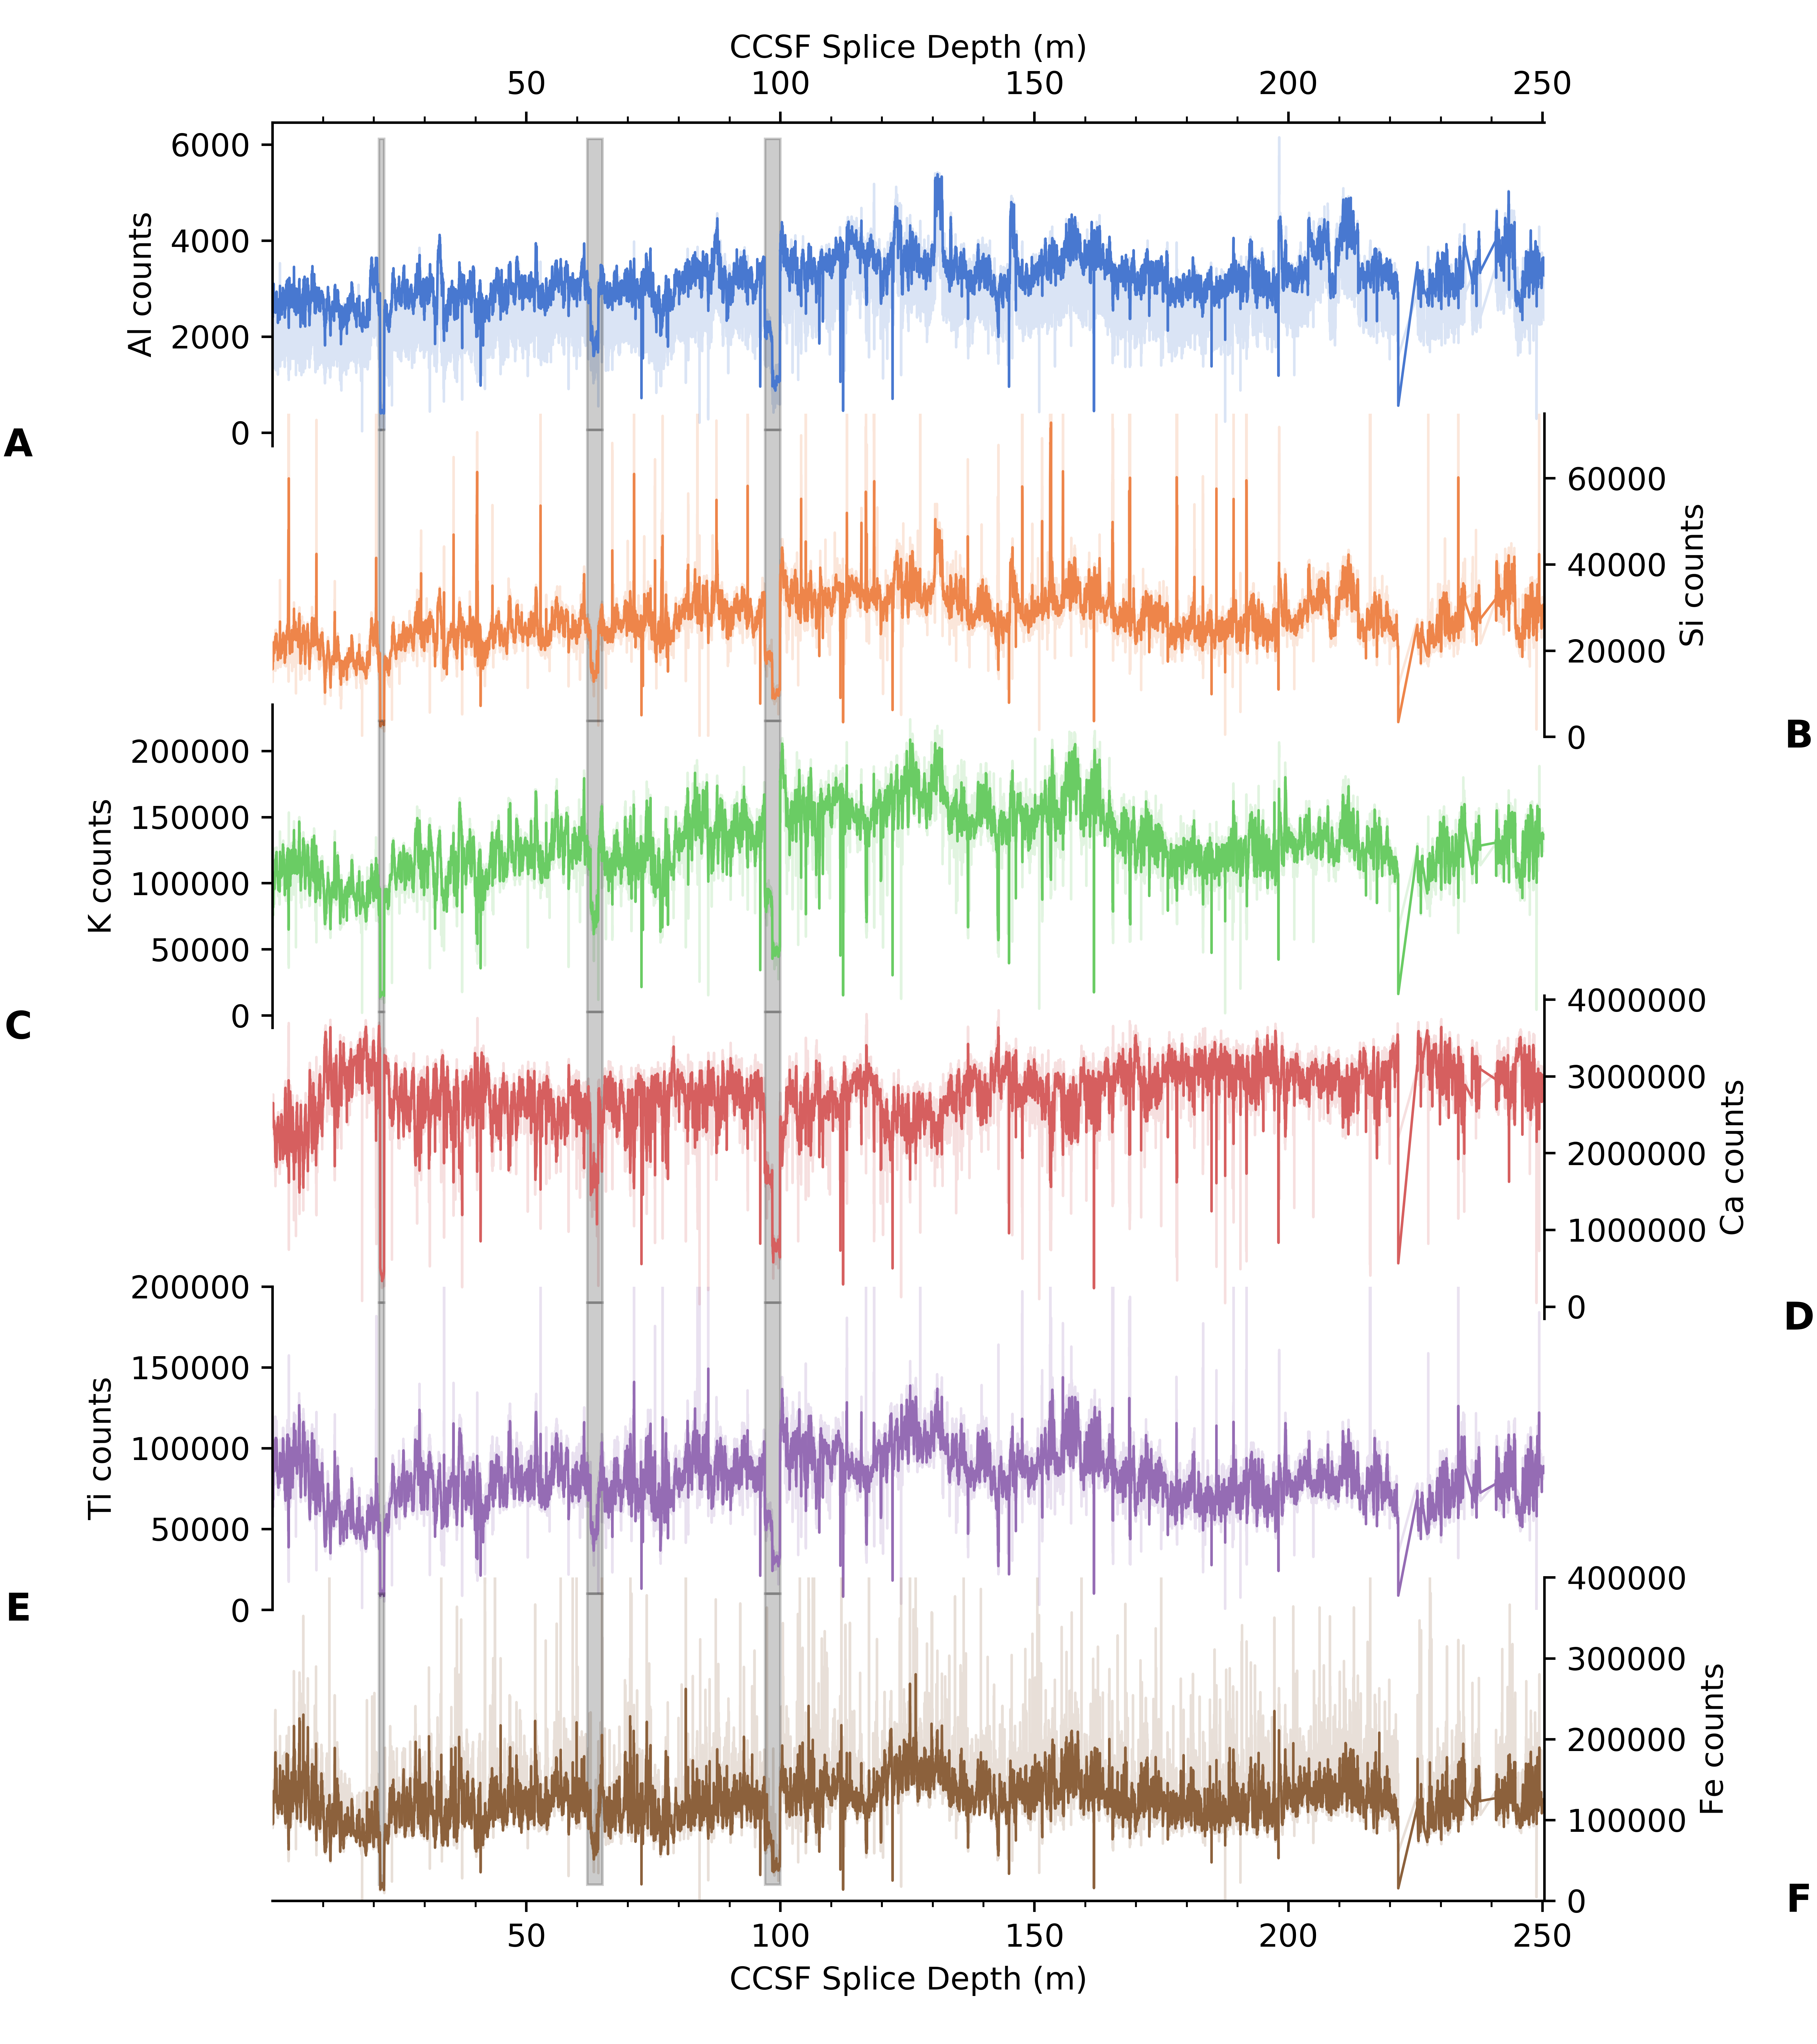 CCSF Splice Depth (m)
50 100 150 200 250
6000
4000
2000
0
Al counts
A
60000
40000
20000
0
Si counts
B
200000
150000
100000
50000
0
K counts
C
4000000
3000000
2000000
1000000
0
Ca counts
D
200000
150000
100000
50000
0
Ti counts
E
400000
300000
200000
100000
0
Fe counts
F
50 100 150 200 250
CCSF Splice Depth (m)